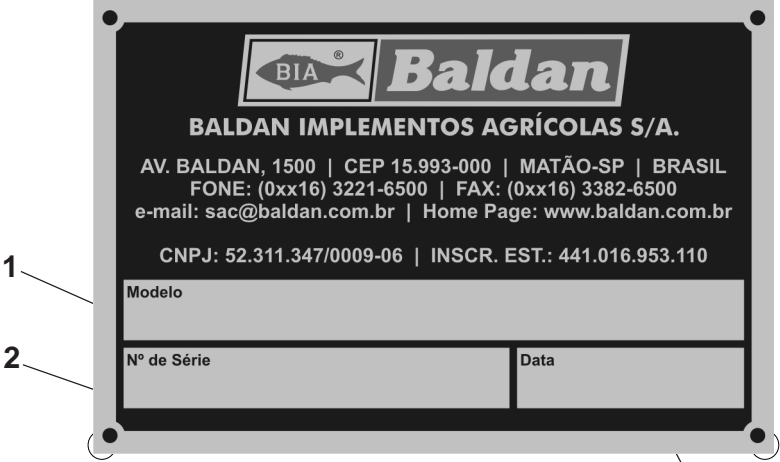 BIA ® Baldan
BALDAN IMPLEMENTOS AGRÍCOLAS S/A.
AV. BALDAN, 1500 | CEP 15.993-000 | MATÃO-SP | BRASIL
FONE: (0xx16) 3221-6500 | FAX: (0xx16) 3382-6500
e-mail: sac@baldan.com.br | Home Page: www.baldan.com.br
CNPJ: 52.311.347/0009-06 | INSCR. EST.: 441.016.953.110
1
Modelo
2
Nº de Série
Data